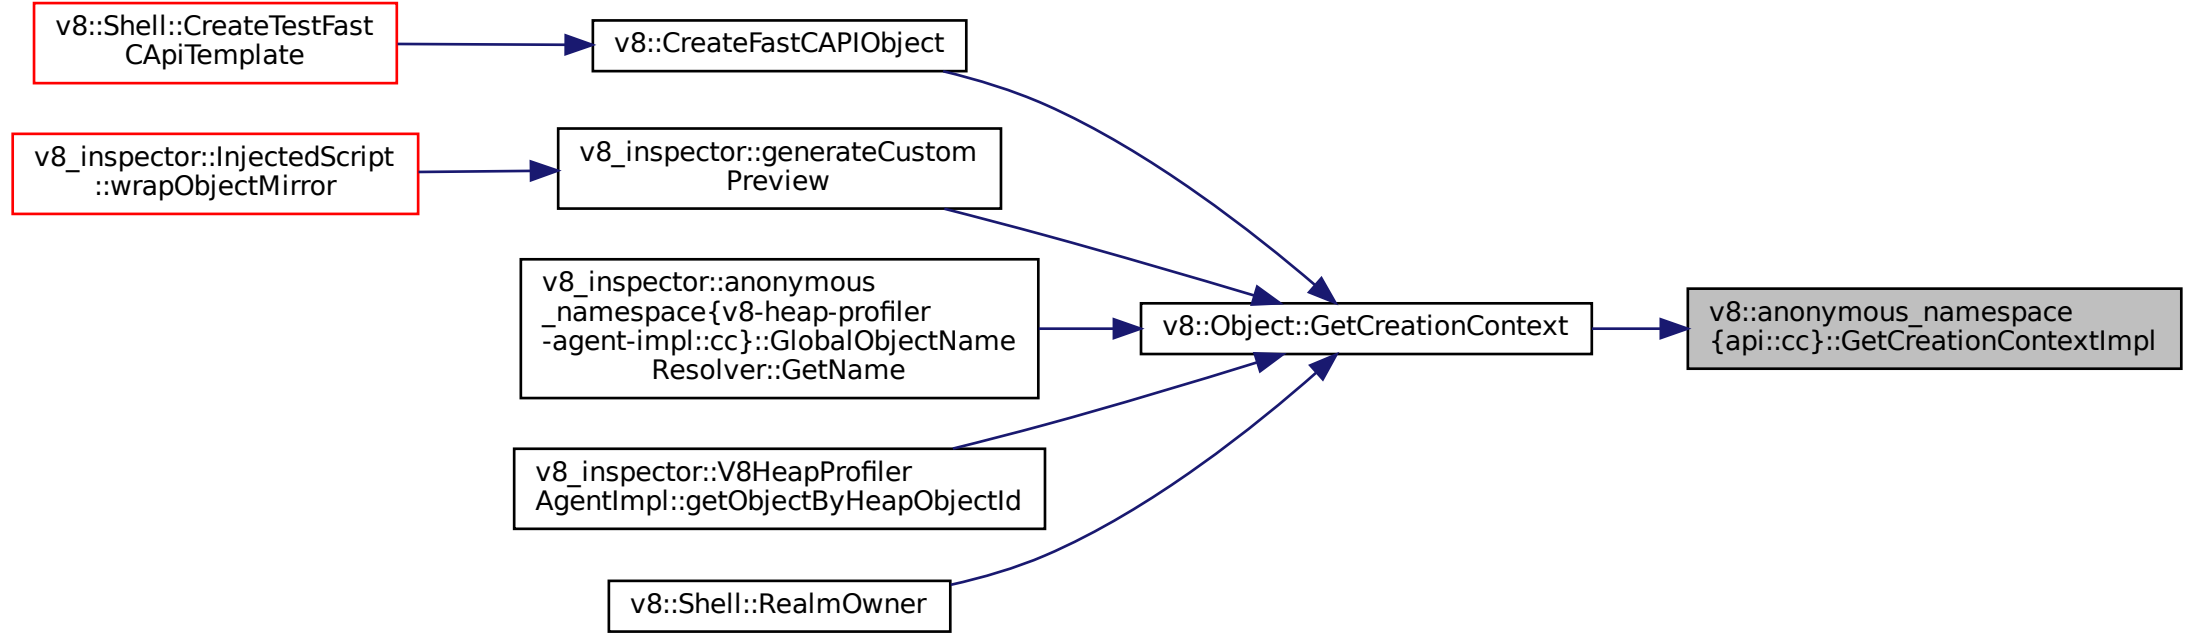 v8::Shell::CreateTestFast
CApiTemplate
v8::CreateFastCAPIObject
v8_inspector::InjectedScript
::wrapObjectMirror
v8_inspector::generateCustom
Preview
v8_inspector::anonymous
_namespace{v8-heap-profiler
-agent-impl::cc}::GlobalObjectName
Resolver::GetName
v8::Object::GetCreationContext
v8::anonymous_namespace
{api::cc}::GetCreationContextImpl
v8_inspector::V8HeapProfiler
AgentImpl::getObjectByHeapObjectId
v8::Shell::RealmOwner